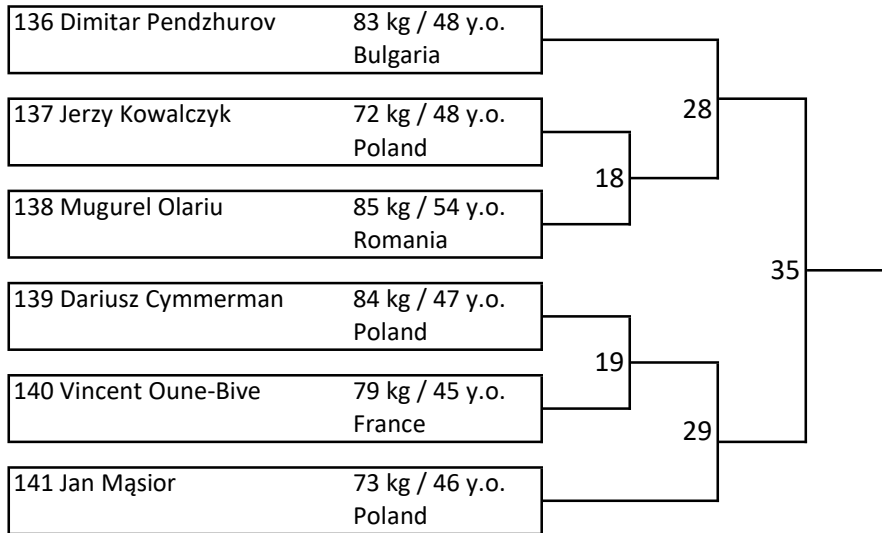 136 Dimitar Pendzhurov 83 kg / 48 y.o.
Bulgaria
137 Jerzy Kowalczyk 72 kg / 48 y.o.
28
Poland
18
138 Mugurel Olariu 85 kg / 54 y.o.
Romania
35
139 Dariusz Cymmerman 84 kg / 47 y.o.
Poland
19
140 Vincent Oune-Bive 79 kg / 45 y.o.
France
29
141 Jan Mąsior 73 kg / 46 y.o.
Poland